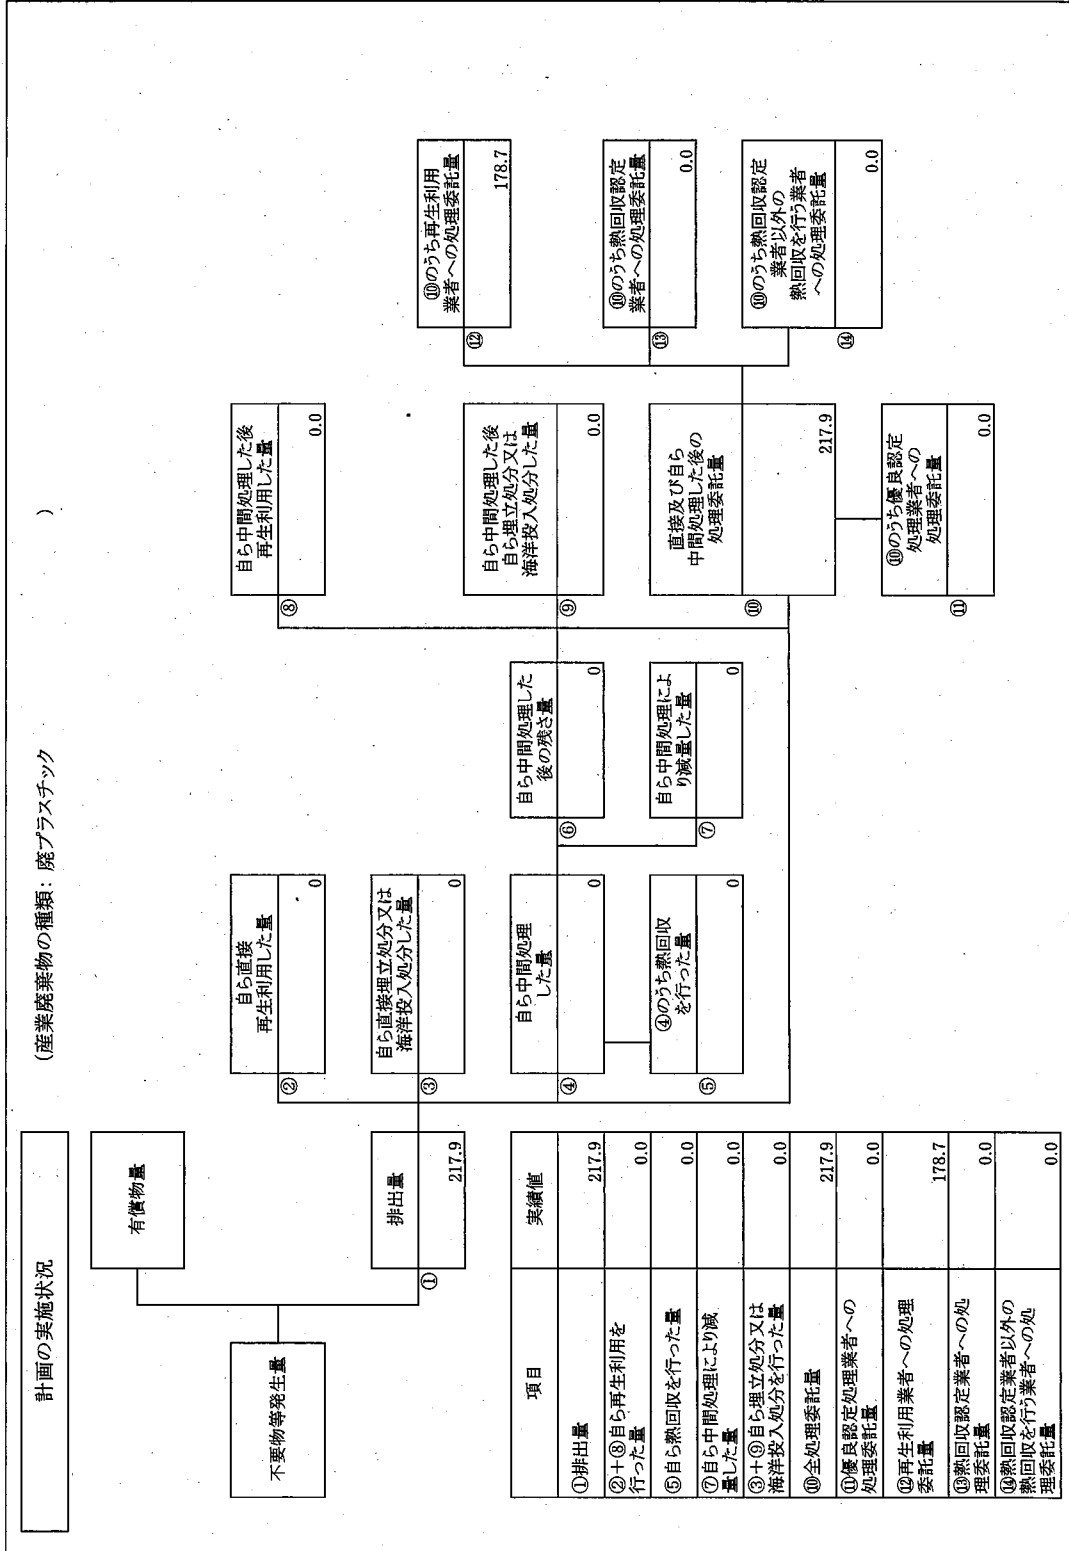 計画の実施状況
(産業廃棄物の種類: 廃プラスチック )
不要物等発生量
有償物量
①
排出量
217.9
②
自ら直接
再生利用した量
0
③
自ら直接埋立処分又は
海洋投入処分した量
0
④
自ら中間処理
した量
0
⑤
④のうち熱回収
を行った量
0
⑥
自ら中間処理した
後の残さ量
0
⑦
自ら中間処理によ
り減量した量
0
⑧
自ら中間処理した後
再生利用した量
0.0
⑨
自ら中間処理した後
自ら埋立処分又は
海洋投入処分した量
0.0
⑩
直接及び自ら
中間処理した後の
処理委託量
217.9
⑪
⑩のうち優良認定
処理業者への
処理委託量
0.0
⑫
⑩のうち再生利用
業者への処理委託量
178.7
⑬
⑩のうち熱回収認定
業者への処理委託量
0.0
⑭
⑩のうち熱回収認定
業者以外の
熱回収を行う業者
への処理委託量
0.0
項目 実績値
①排出量 217.9
②+⑧自ら再生利用を
行った量 0.0
⑤自ら熱回収を行った量 0.0
⑦自ら中間処理により減
量した量 0.0
③+⑨自ら埋立処分又は
海洋投入処分を行った量 0.0
⑩全処理委託量 217.9
⑪優良認定処理業者への
処理委託量 0.0
⑫再生利用業者への処理
委託量 178.7
⑬熱回収認定業者への処
理委託量 0.0
⑭熱回収認定業者以外の
熱回収を行う業者への処
理委託量 0.0